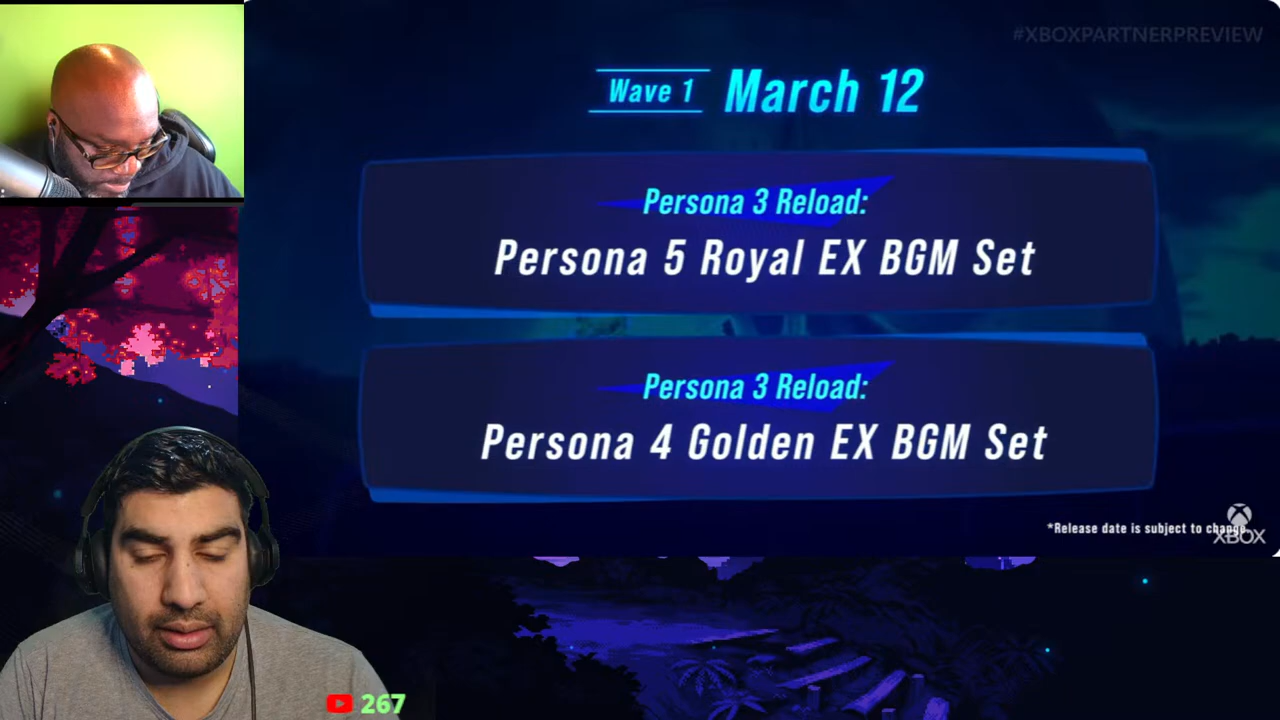 #XBOXPARTNERPREVIEW
Wave 1 March 12
Persona 3 Reload:
Persona 5 Royal EX BGM Set
Persona 3 Reload:
Persona 4 Golden EX BGM Set
*Release date is subject to change.
XBOX
267